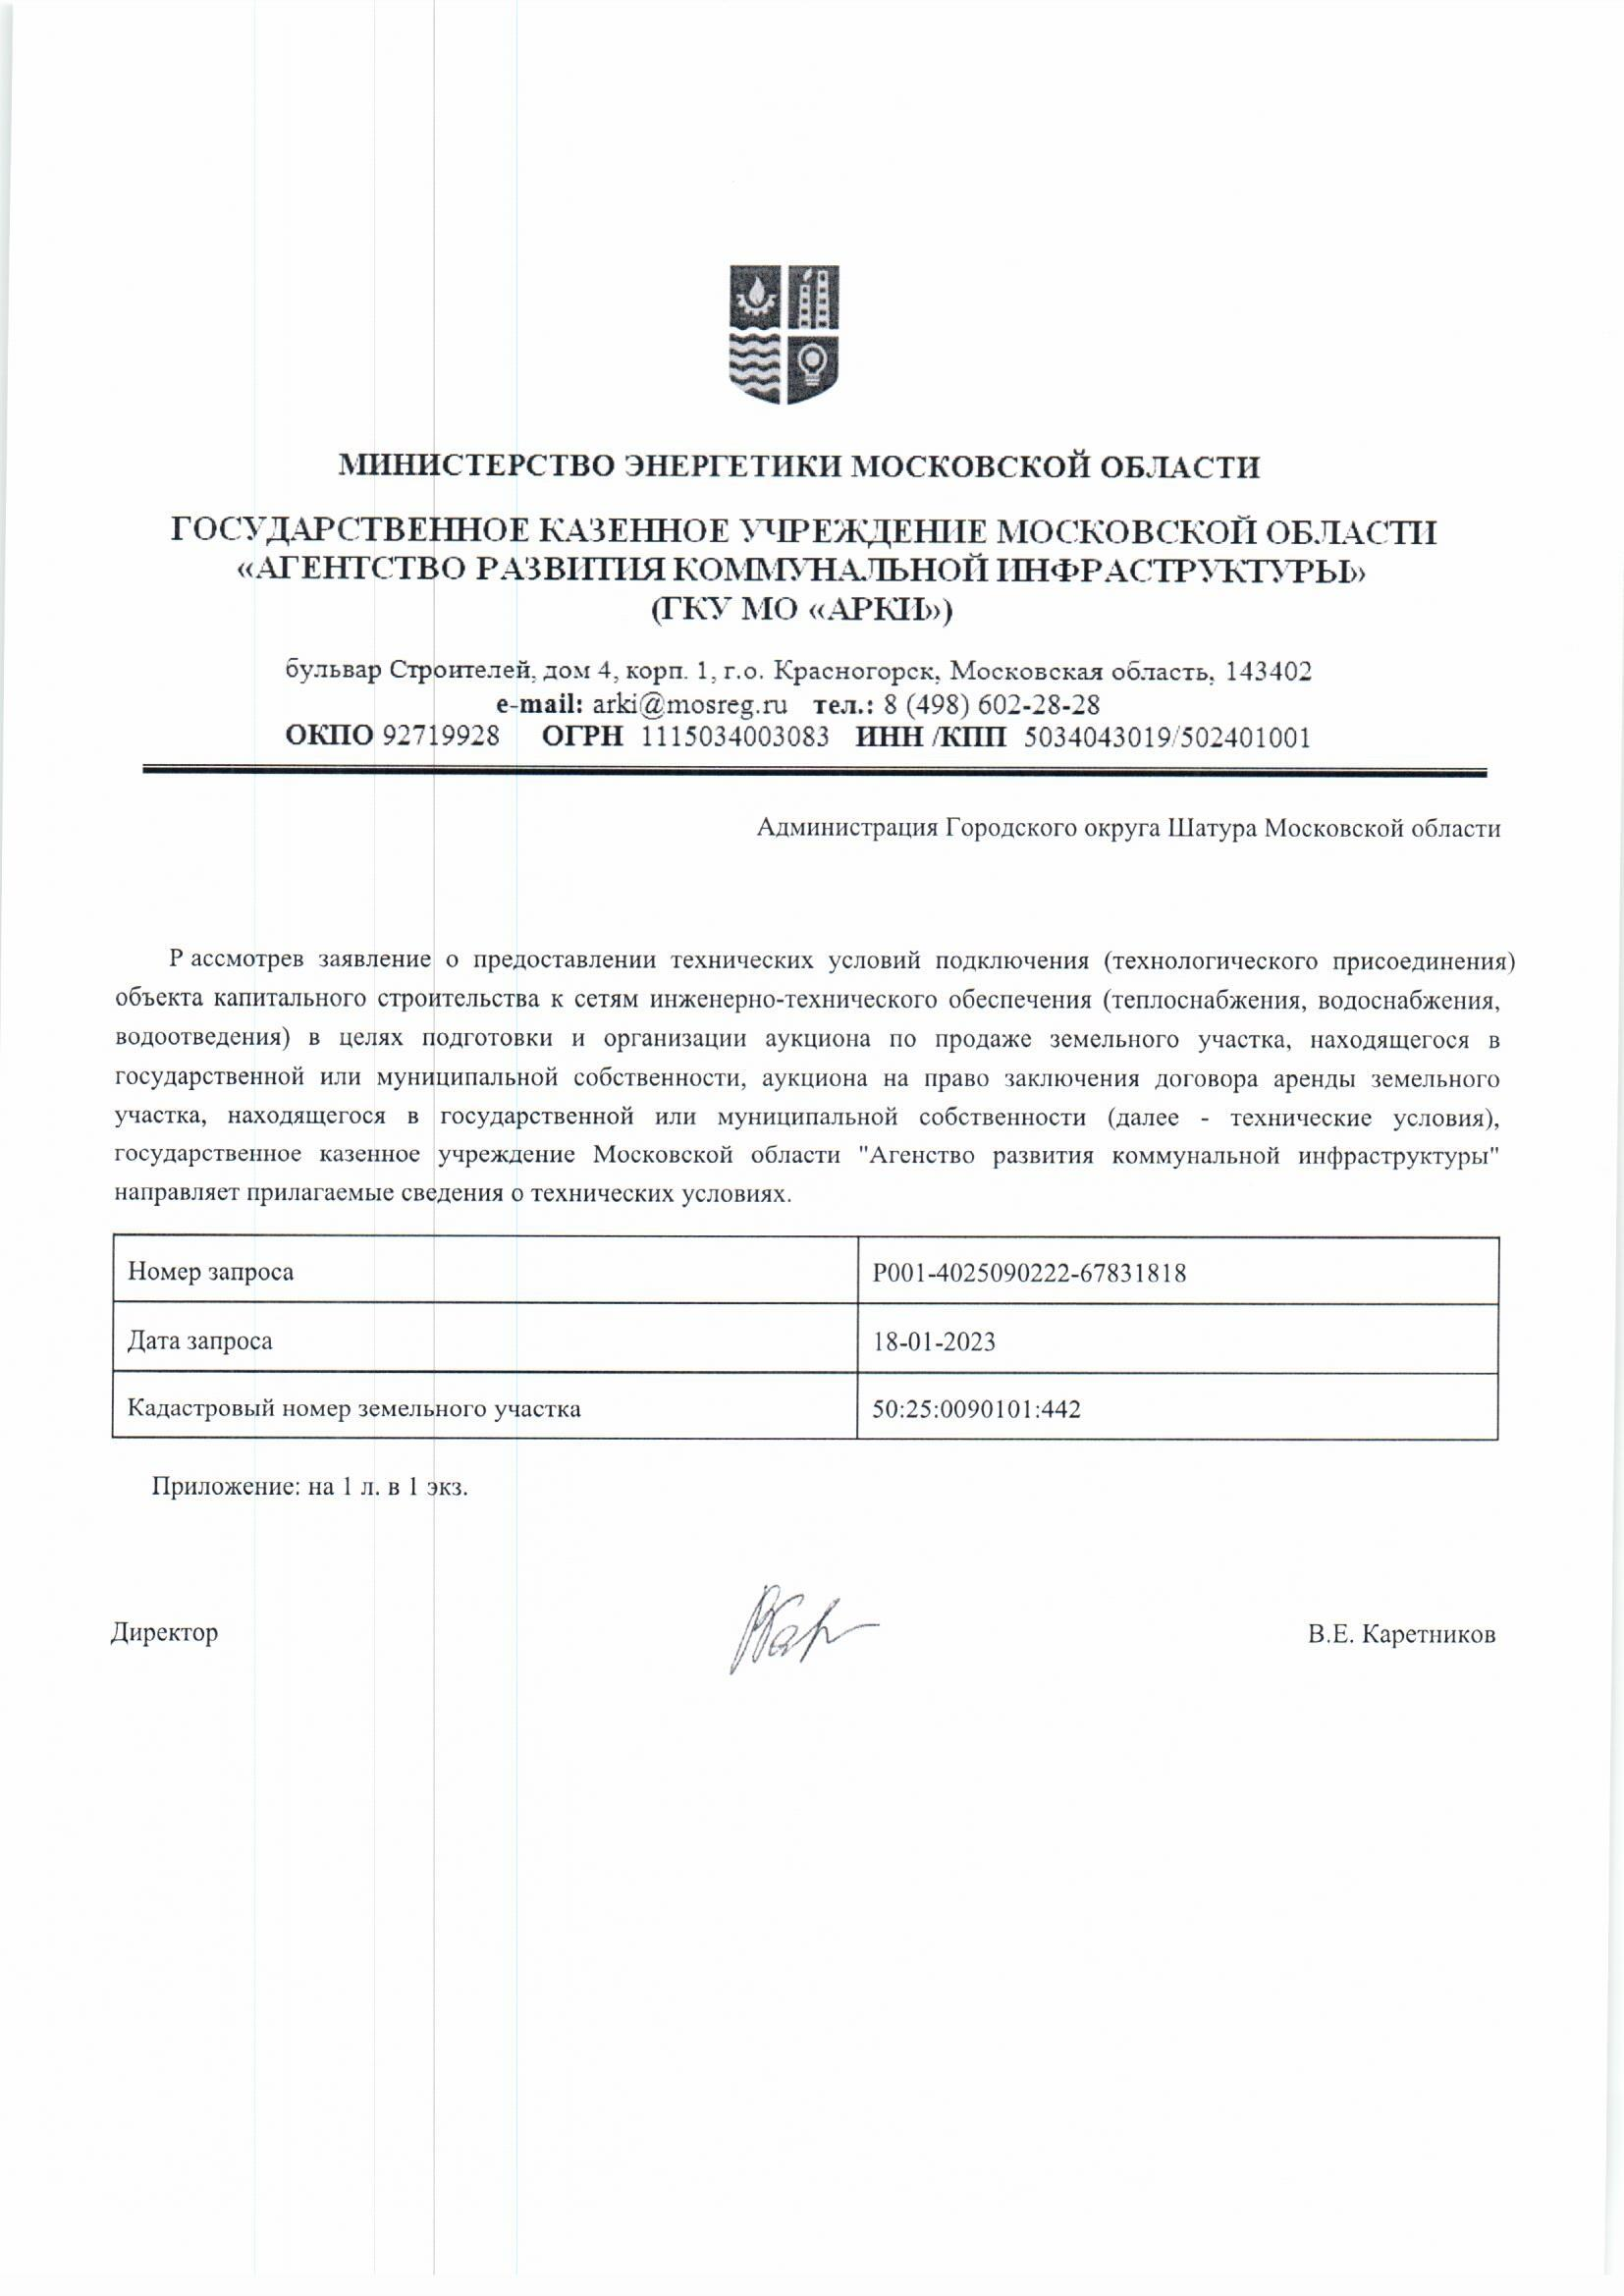 МИНИСТЕРСТВО ЭНЕРГЕТИКИ МОСКОВСКОЙ ОБЛАСТИ
ГОСУДАРСТВЕННОЕ КАЗЕННОЕ УЧРЕЖДЕНИЕ МОСКОВСКОЙ ОБЛАСТИ
«АГЕНТСТВО РАЗВИТИЯ КОММУНАЛЬНОЙ ИНФРАСТРУКТУРЫ»
(ГКУ МО «АРКИ»)
бульвар Строителей, дом 4, корп. 1, г.о. Красногорск, Московская область, 143402
e-mail: arki@mosreg.ru тел.: 8 (498) 602-28-28
ОКПО 92719928 ОГРН 1115034003083 ИНН /КПП 5034043019/502401001
Администрация Городского округа Шатура Московской области
Р ассмотрев заявление о предоставлении технических условий подключения (технологического присоединения)
объекта капитального строительства к сетям инженерно-технического обеспечения (теплоснабжения, водоснабжения,
водоотведения) в целях подготовки и организации аукциона по продаже земельного участка, находящегося в
государственной или муниципальной собственности, аукциона на право заключения договора аренды земельного
участка, находящегося в государственной или муниципальной собственности (далее - технические условия),
государственное казенное учреждение Московской области "Агенство развития коммунальной инфраструктуры"
направляет прилагаемые сведения о технических условиях.
Номер запроса Р001-4025090222-67831818
Дата запроса 18-01-2023
Кадастровый номер земельного участка 50:25:0090101:442
Приложение: на 1 л. в 1 экз.
Директор В.Е. Каретников